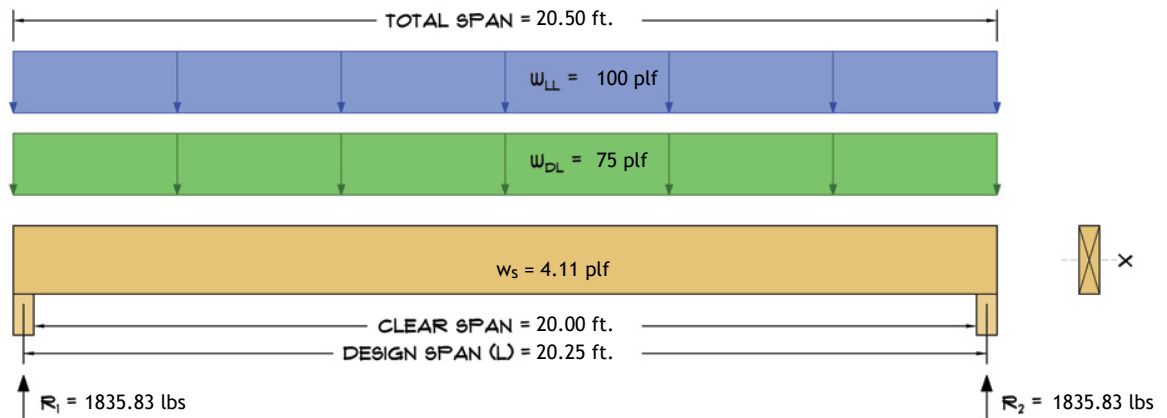 TOTAL SPAN = 20.50 ft.
WLL = 100 plf
WDL = 75 plf
ws = 4.11 plf
X
CLEAR SPAN = 20.00 ft.
DESIGN SPAN (L) = 20.25 ft.
R1 = 1835.83 lbs
R2 = 1835.83 lbs